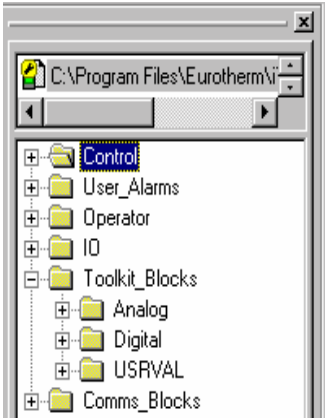 C:\Program Files\Eurotherm\i
Control
User_Alarms
Operator
IO
Toolkit_Blocks
Analog
Digital
USRVAL
Comms_Blocks